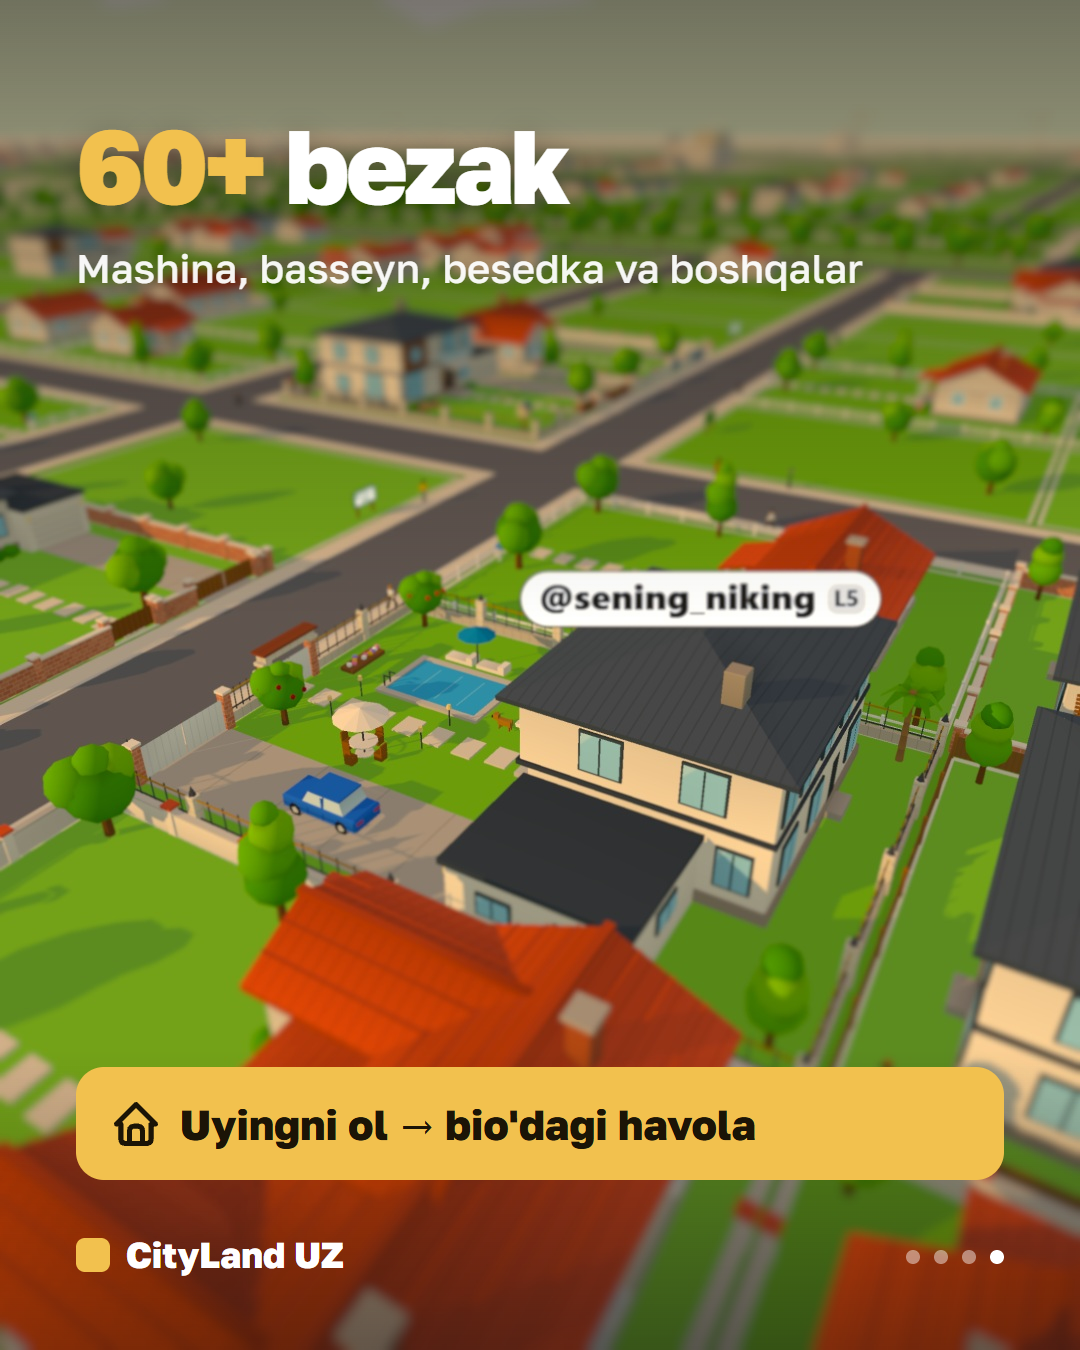 60+ bezak
Mashina, basseyn, besedka va boshqalar
@sening_niking L5
Uyingni ol → bio'dagi havola
CityLand UZ